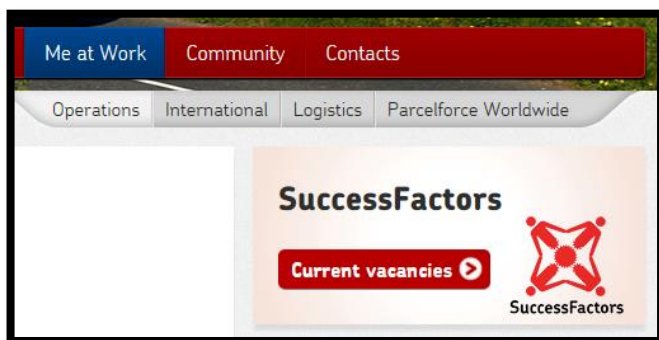 Me at Work Community Contacts
Operations International Logistics Parcelforce Worldwide
SuccessFactors
Current vacancies
SuccessFactors